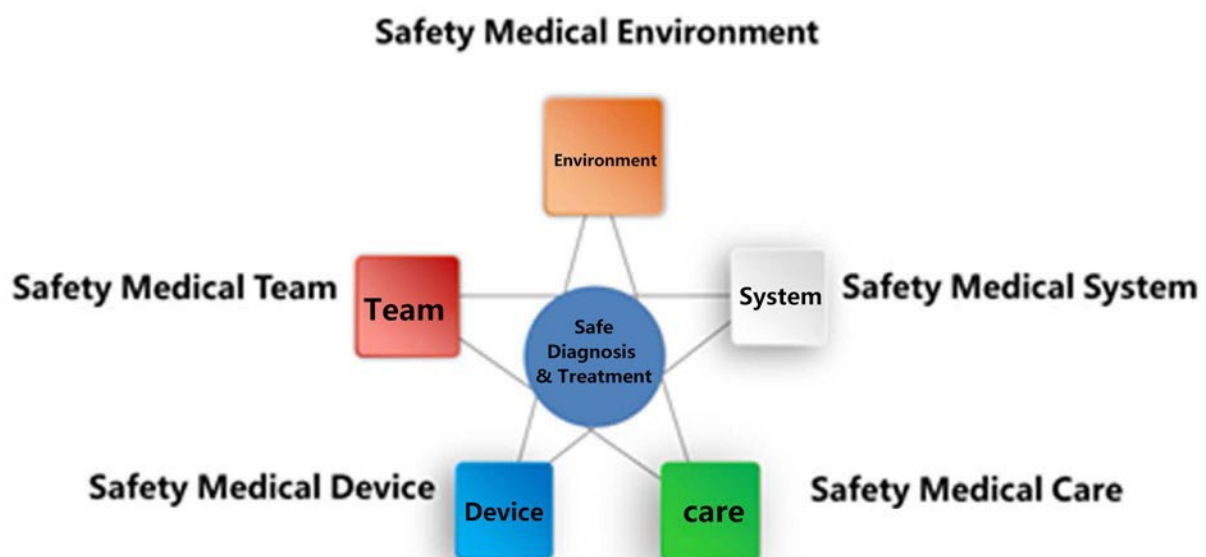 Safety Medical Environment
Environment
Safety Medical Team
Team
System
Safety Medical System
Safe
Diagnosis
& Treatment
Safety Medical Device
Device
care
Safety Medical Care